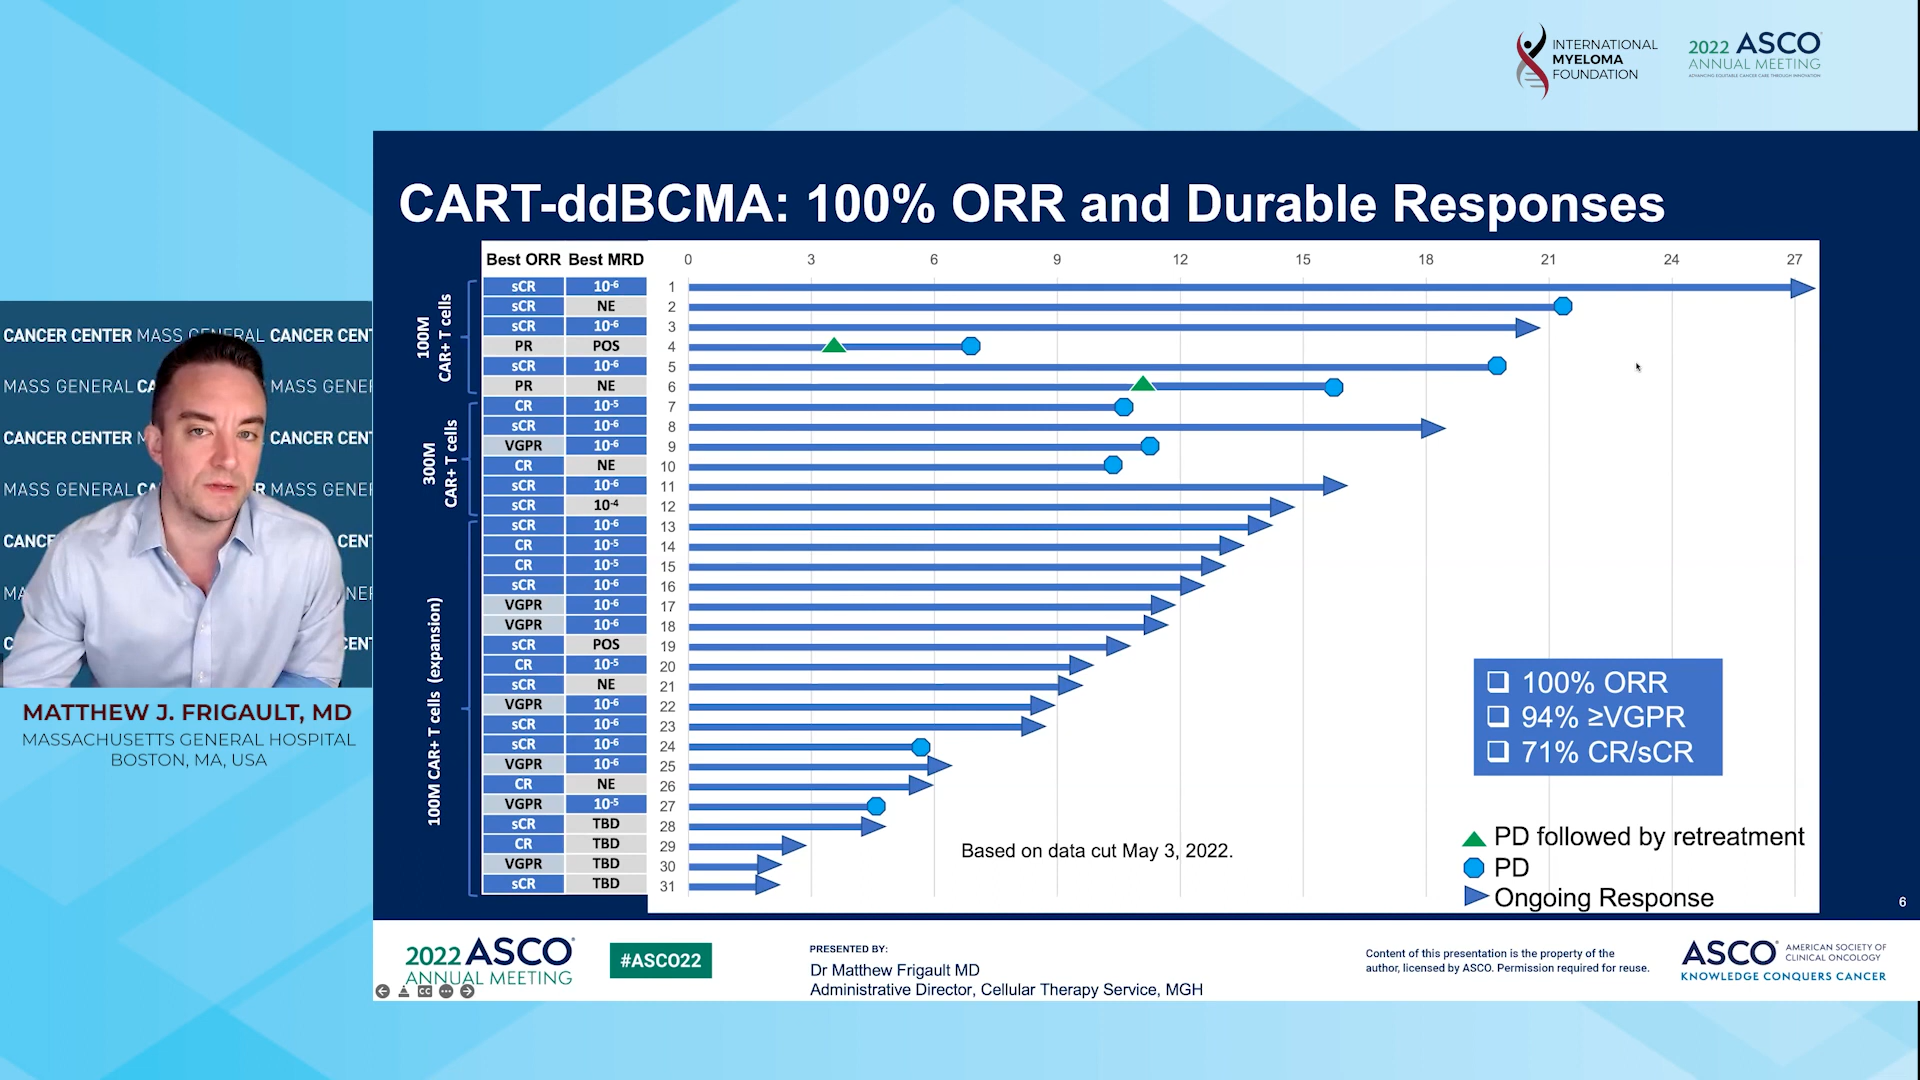 INTERNATIONAL
MYELOMA
FOUNDATION
2022 ASCO
ANNUAL MEETING
ADVANCING EQUITABLE CANCER CARE THROUGH INNOVATION
CART-ddBCMA: 100% ORR and Durable Responses
Best ORR Best MRD 0 3 6 9 12 15 18 21 24 27
100M CAR+ T cells
sCR 10-6 1
sCR NE 2
sCR 10-6 3
PR POS 4
sCR 10-6 5
PR NE 6
300M CAR+ T cells
CR 10-5 7
sCR 10-6 8
VGPR 10-6 9
CR NE 10
sCR 10-6 11
sCR 10-4 12
100M CAR+ T cells (expansion)
sCR 10-6 13
CR 10-5 14
CR 10-5 15
sCR 10-6 16
VGPR 10-6 17
VGPR 10-6 18
sCR POS 19
CR 10-5 20
sCR NE 21
VGPR 10-6 22
sCR 10-6 23
sCR 10-6 24
VGPR 10-6 25
CR NE 26
VGPR 10-5 27
sCR TBD 28
CR TBD 29
VGPR TBD 30
sCR TBD 31
100% ORR
94% ≥VGPR
71% CR/sCR
Based on data cut May 3, 2022.
PD followed by retreatment
PD
Ongoing Response
6
CANCER CENTER MASS GENERAL CANCER CENT
MASS GENERAL CA MASS GENER
CANCER CENTER M CANCER CENT
MASS GENERAL CA R MASS GENER
CANCE CENT
MA NER
C CENT
MATTHEW J. FRIGAULT, MD
MASSACHUSETTS GENERAL HOSPITAL
BOSTON, MA, USA
2022 ASCO
ANNUAL MEETING
#ASCO22
PRESENTED BY:
Dr Matthew Frigault MD
Administrative Director, Cellular Therapy Service, MGH
Content of this presentation is the property of the
author, licensed by ASCO. Permission required for reuse.
ASCO AMERICAN SOCIETY OF
CLINICAL ONCOLOGY
KNOWLEDGE CONQUERS CANCER